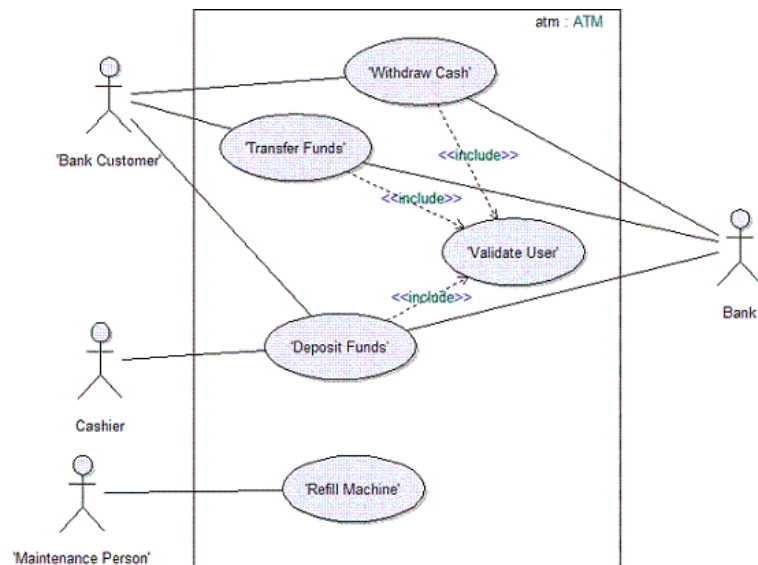 atm : ATM
'Withdraw Cash'
'Transfer Funds'
<<include>>
'Bank Customer'
<<include>>
'Validate User'
<<include>>
Bank
'Deposit Funds'
Cashier
'Refill Machine'
'Maintenance Person'